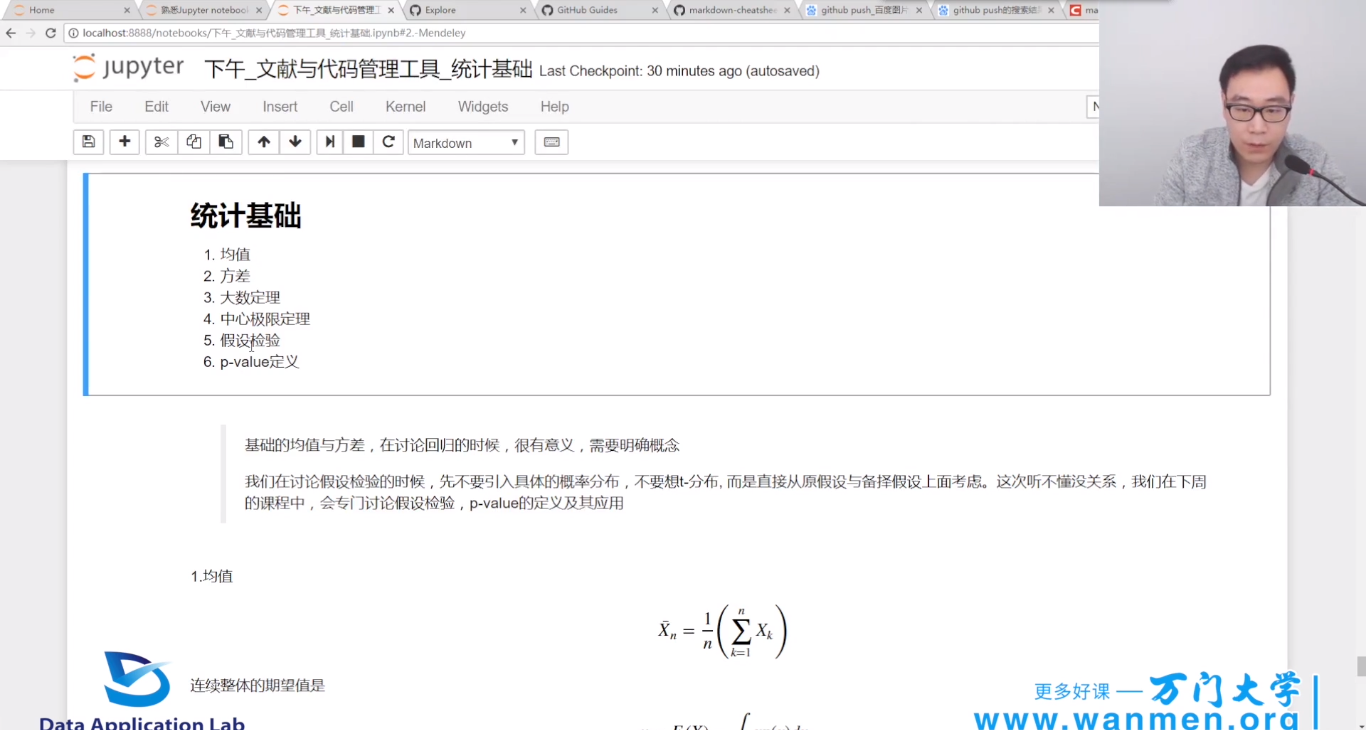 Home
熟悉Jupyter noteboo
下午_文献与代码管理工
Explore
GitHub Guides
markdown-cheatshee
github push_百度图片
github push的搜索结
ma
localhost:8888/notebooks/下午_文献与代码管理工具_统计基础.ipynb#2.-Mendeley
jupyter 下午_文献与代码管理工具_统计基础 Last Checkpoint: 30 minutes ago (autosaved)
File Edit View Insert Cell Kernel Widgets Help
Markdown
统计基础
1. 均值
2. 方差
3. 大数定理
4. 中心极限定理
5. 假设检验
6. p-value定义
基础的均值与方差，在讨论回归的时候，很有意义，需要明确概念
我们在讨论假设检验的时候，先不要引入具体的概率分布，不要想t-分布, 而是直接从原假设与备择假设上面考虑。这次听不懂没关系，我们在下周
的课程中，会专门讨论假设检验，p-value的定义及其应用
1.均值
X̄ₙ = 1/n (∑ₖ₌₁ⁿ Xₖ)
连续整体的期望值是
Data Application Lab
更多好课 — 万门大学
www.wanmen.org